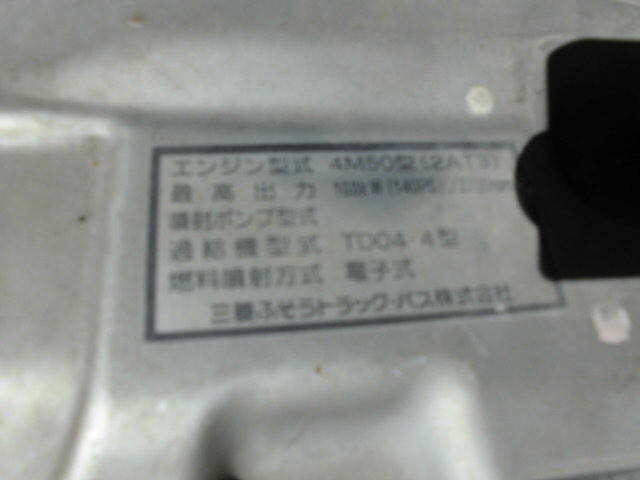 エンジン型式 4M50型(2AT3)
最高出力
噴射ポンプ型式
過給機型式 TD04・4型
燃料噴射方式 電子式
三菱ふそうトラック・バス株式会社